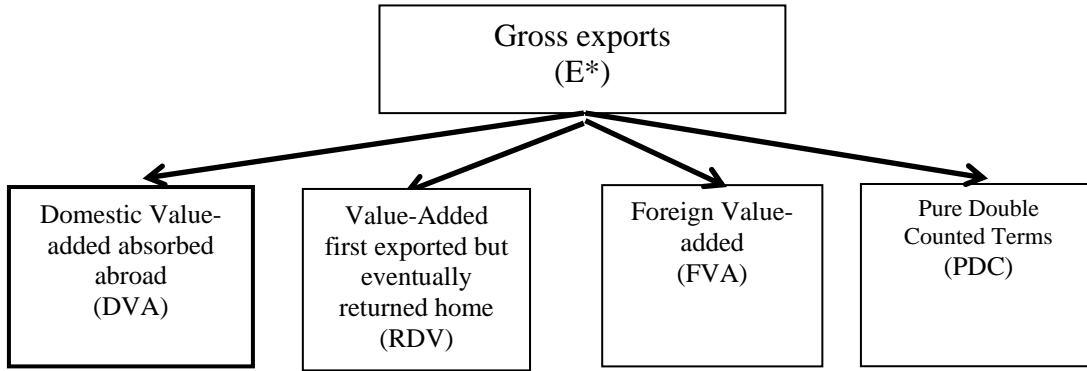 Gross exports
(E*)
Domestic Value-
added absorbed
abroad
(DVA)
Value-Added
first exported but
eventually
returned home
(RDV)
Foreign Value-
added
(FVA)
Pure Double
Counted Terms
(PDC)